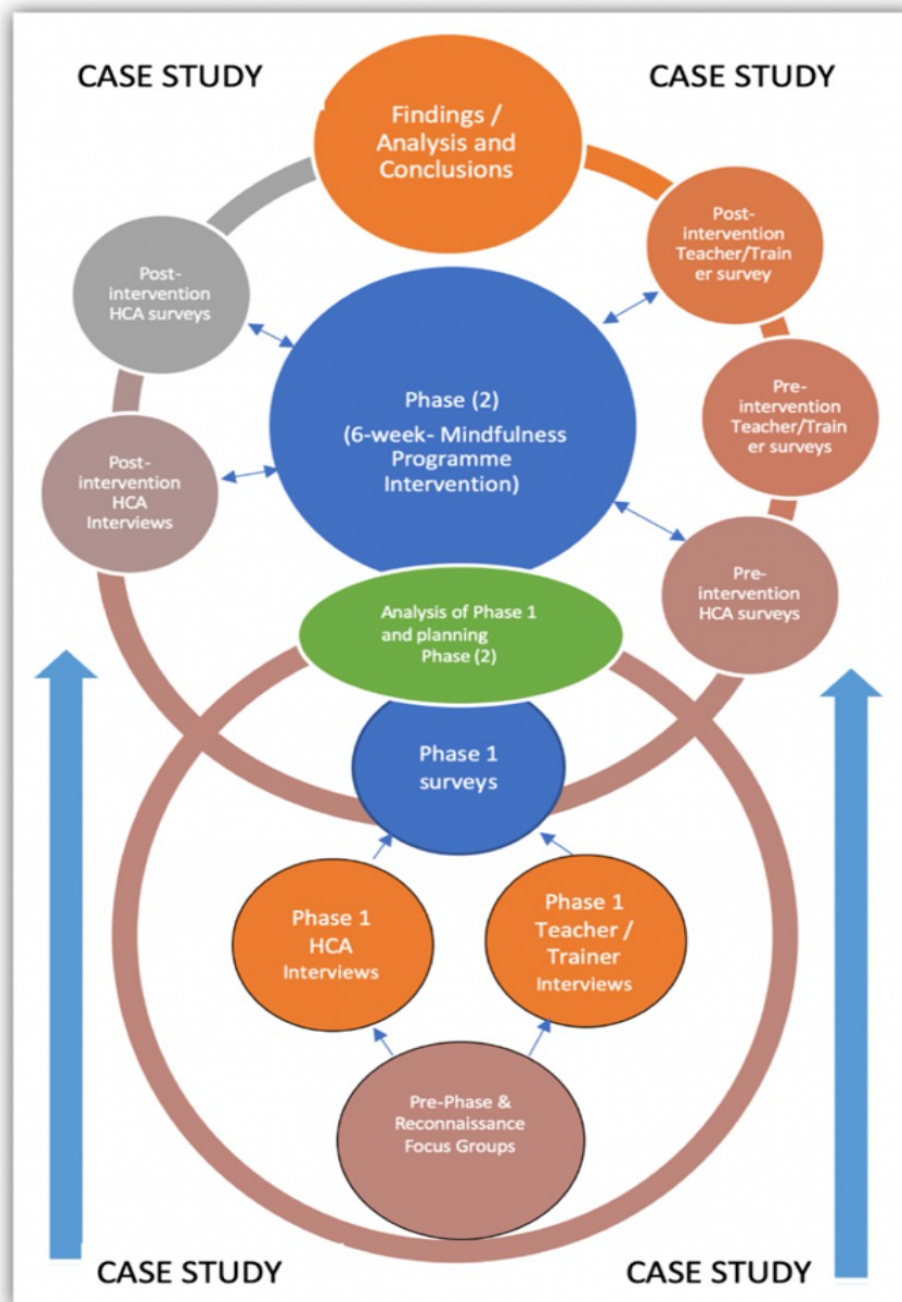 CASE STUDY
CASE STUDY
Findings /
Analysis and
Conclusions
Post-
intervention
Teacher/Train
er survey
Post-
intervention
HCA surveys
Pre-
intervention
Teacher/Train
er surveys
Phase (2)
(6-week- Mindfulness
Programme
Intervention)
Post-
intervention
HCA
Interviews
Pre-
intervention
HCA surveys
Analysis of Phase 1
and planning
Phase (2)
Phase 1
surveys
Phase 1
HCA
Interviews
Phase 1
Teacher /
Trainer
Interviews
Pre-Phase &
Reconnaissance
Focus Groups
CASE STUDY
CASE STUDY